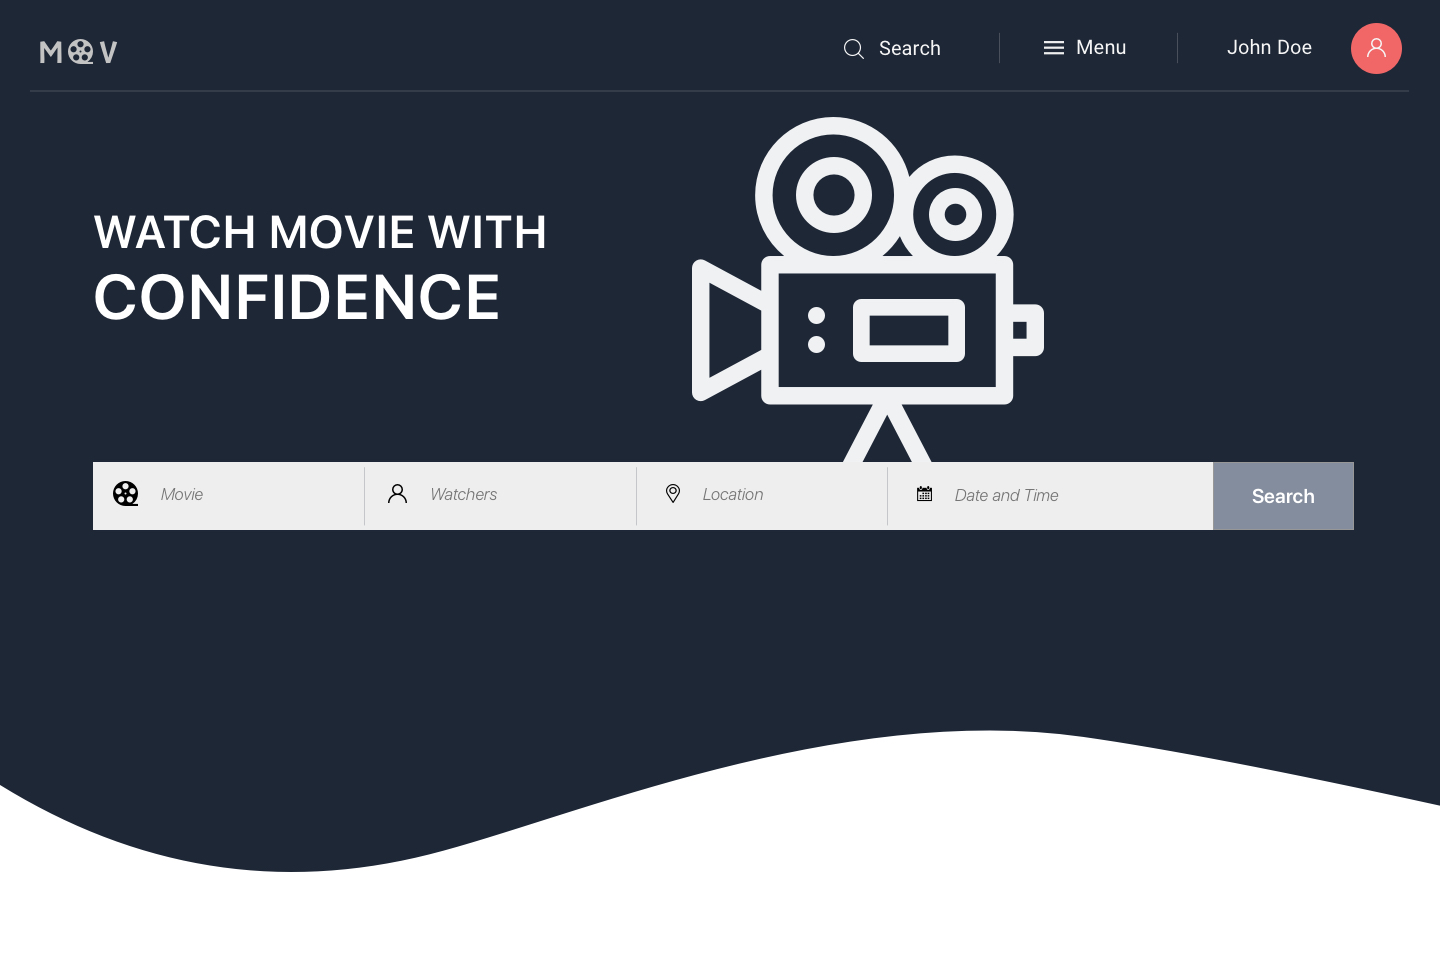 MOV
Search
Menu
John Doe
WATCH MOVIE WITH
CONFIDENCE
Movie
Watchers
Location
Date and Time
Search